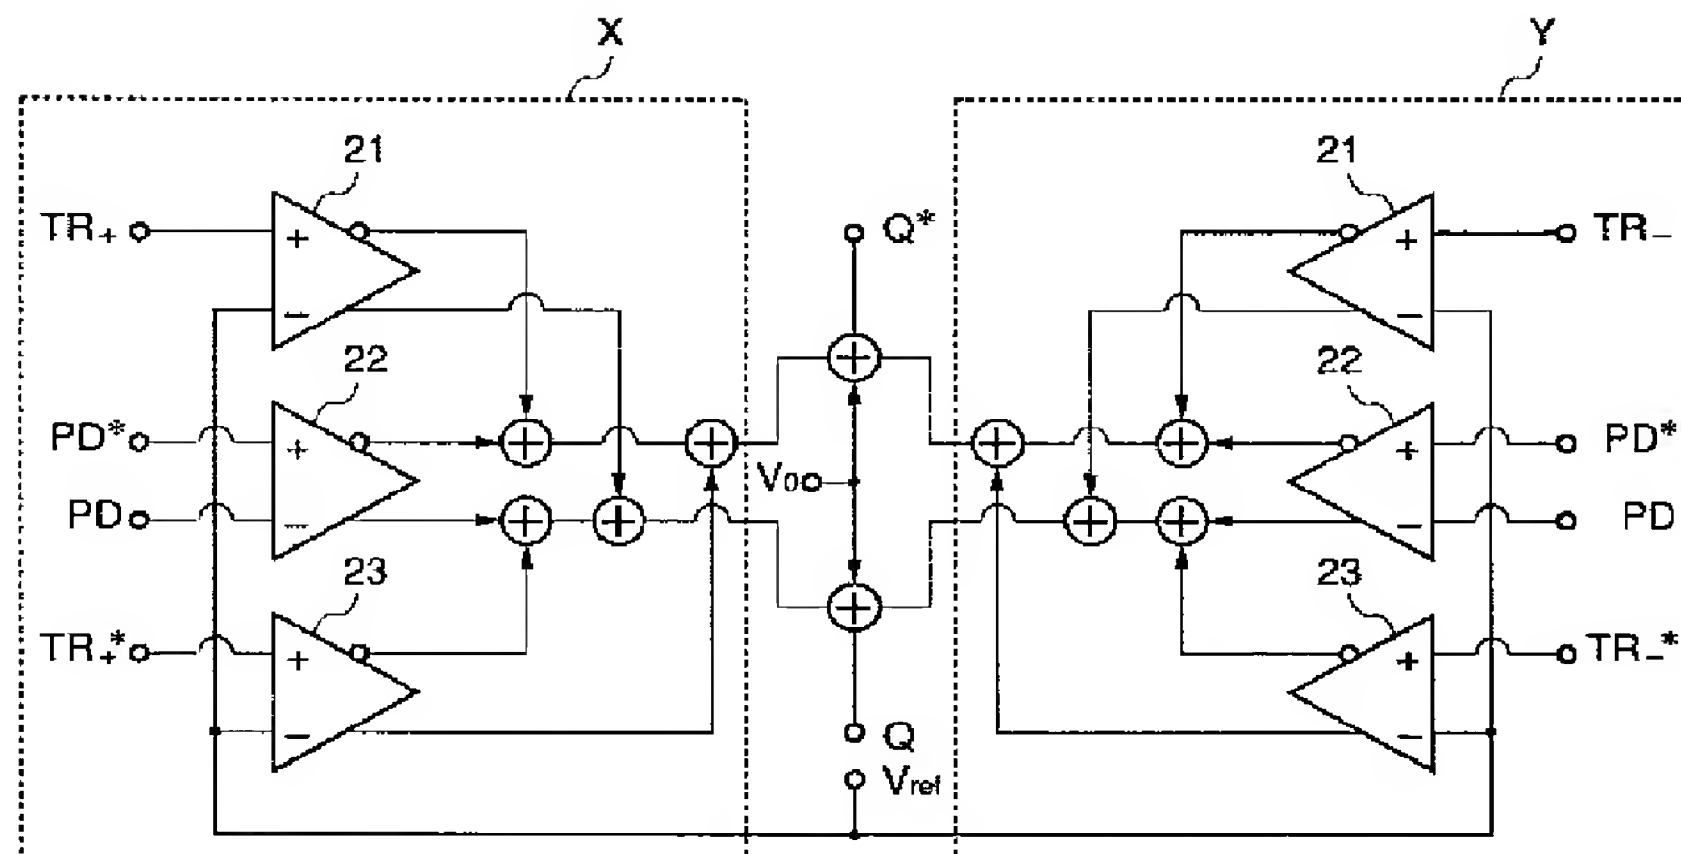 X
Y
21
21
TR+
+
Q*
+
TR−
−
+
−
22
22
PD*
+
+
+
+
+
+
PD*
V0
PD
−
+
+
+
+
−
PD
23
+
23
TR+*
+
+
TR−*
−
Q
−
Vref